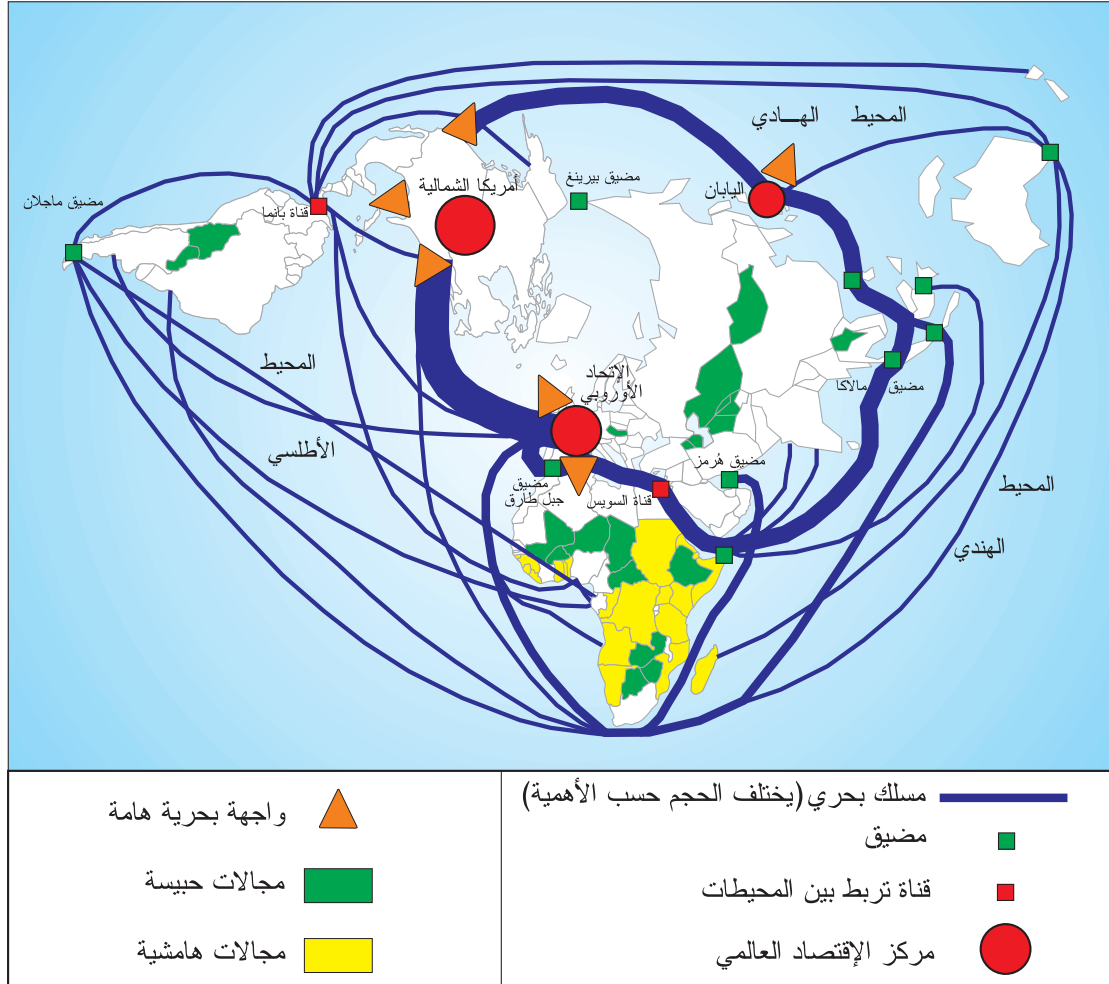 المحيط الهـــادي
مضيق بيرينغ
أمريكا الشمالية
اليابان
مضيق ماجلان
قناة بانما
المحيط
الأطلسي
الإتحاد
الأوروبي
مضيق مالاكا
مضيق هُرمز
مضيق
جبل طارق
قناة السويس
المحيط
الهندي
مسلك بحري (يختلف الحجم حسب الأهمية)
مضيق
قناة تربط بين المحيطات
مركز الإقتصاد العالمي
واجهة بحرية هامة
مجالات حبيسة
مجالات هامشية